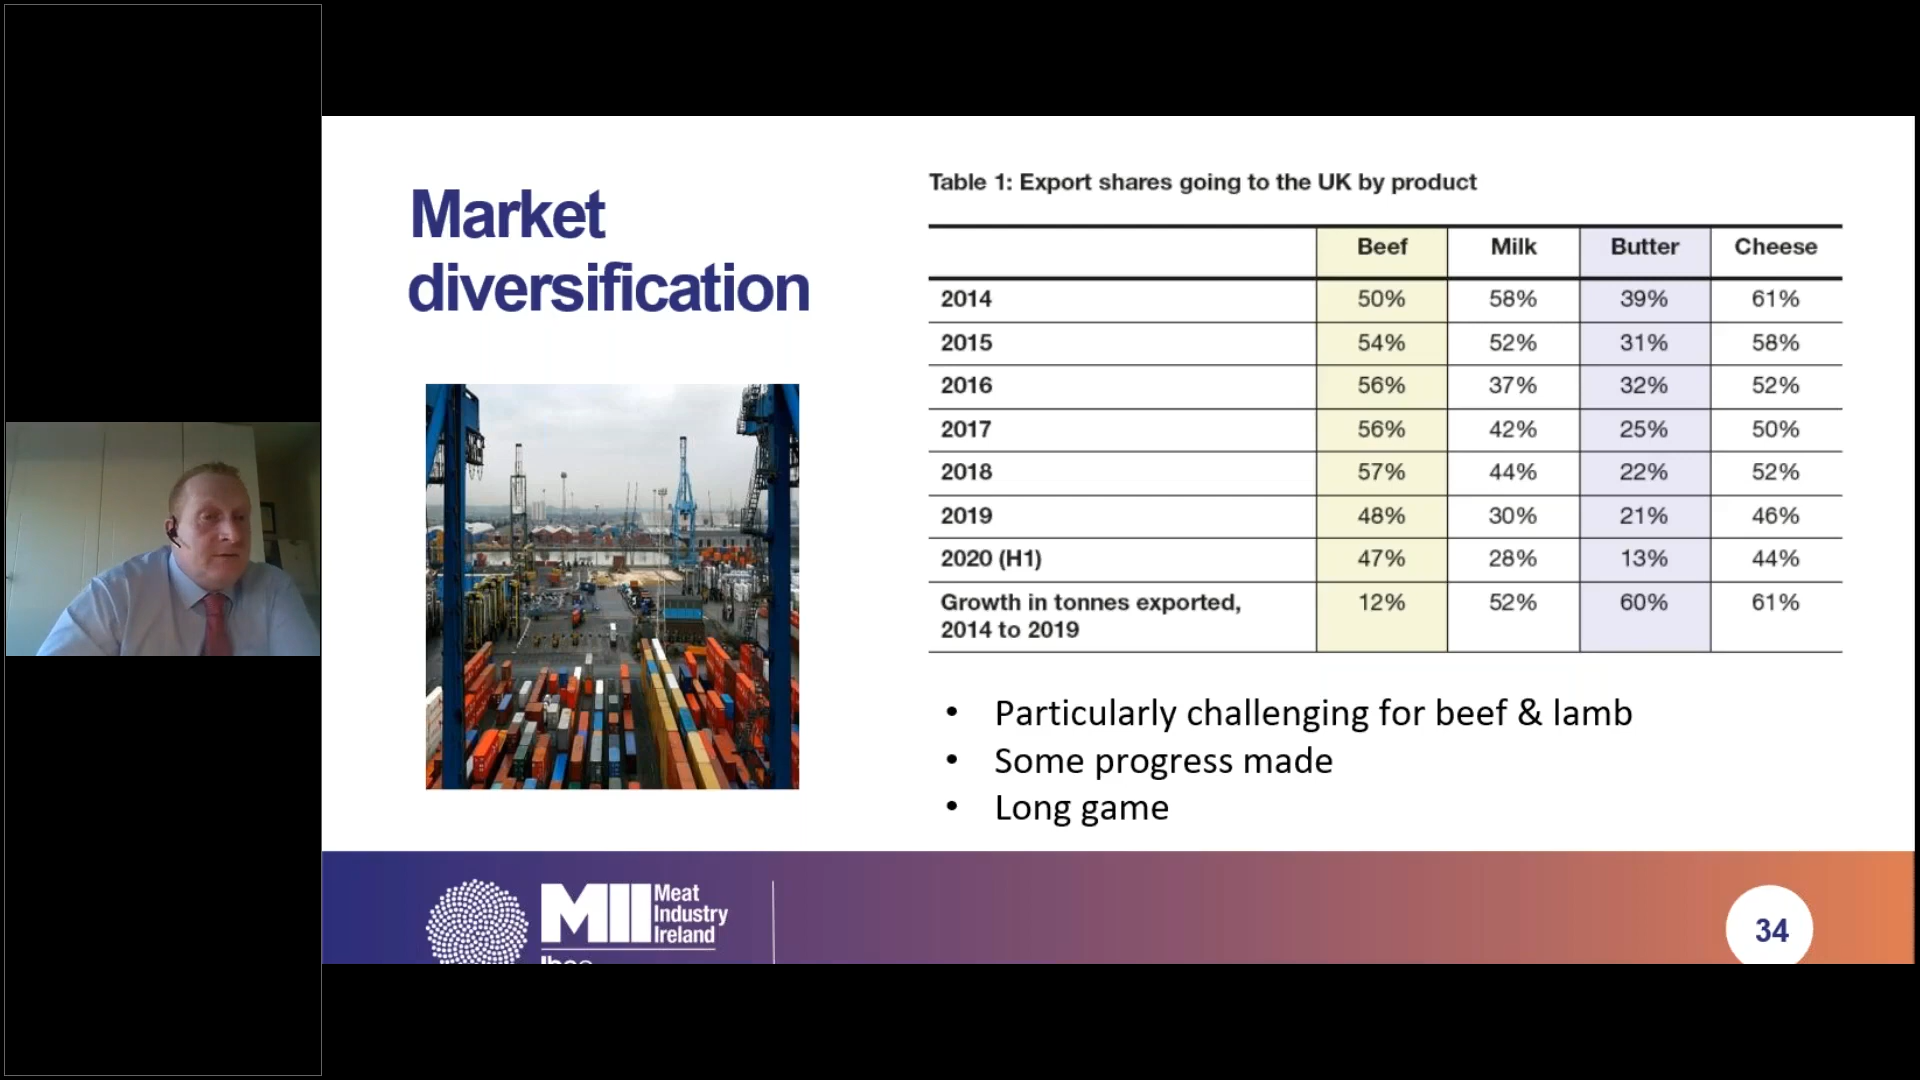 Market
diversification
Table 1: Export shares going to the UK by product
Beef Milk Butter Cheese
2014 50% 58% 39% 61%
2015 54% 52% 31% 58%
2016 56% 37% 32% 52%
2017 56% 42% 25% 50%
2018 57% 44% 22% 52%
2019 48% 30% 21% 46%
2020 (H1) 47% 28% 13% 44%
Growth in tonnes exported, 12% 52% 60% 61%
2014 to 2019
• Particularly challenging for beef & lamb
• Some progress made
• Long game
MII Meat
Industry
Ireland
34